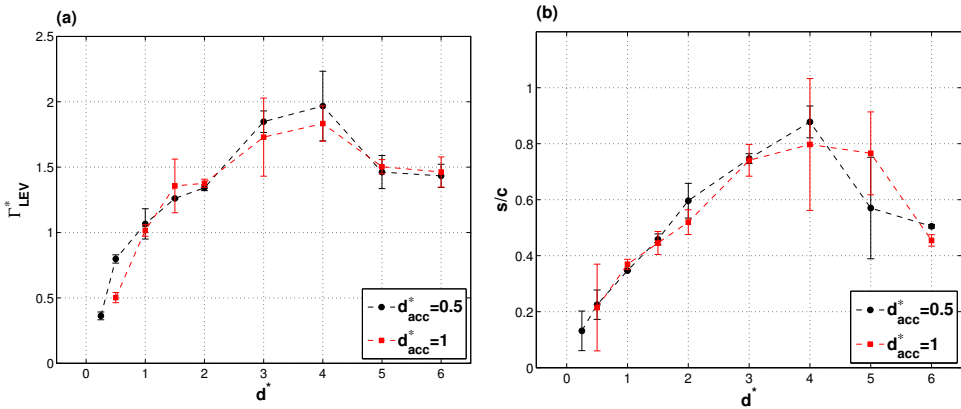 (a)
2.5
2
1.5
1
0.5
0
Γ*LEV
0 1 2 3 4 5 6
d*
d*acc=0.5
d*acc=1
(b)
1
0.8
0.6
0.4
0.2
0
s/c
0 1 2 3 4 5 6
d*
d*acc=0.5
d*acc=1